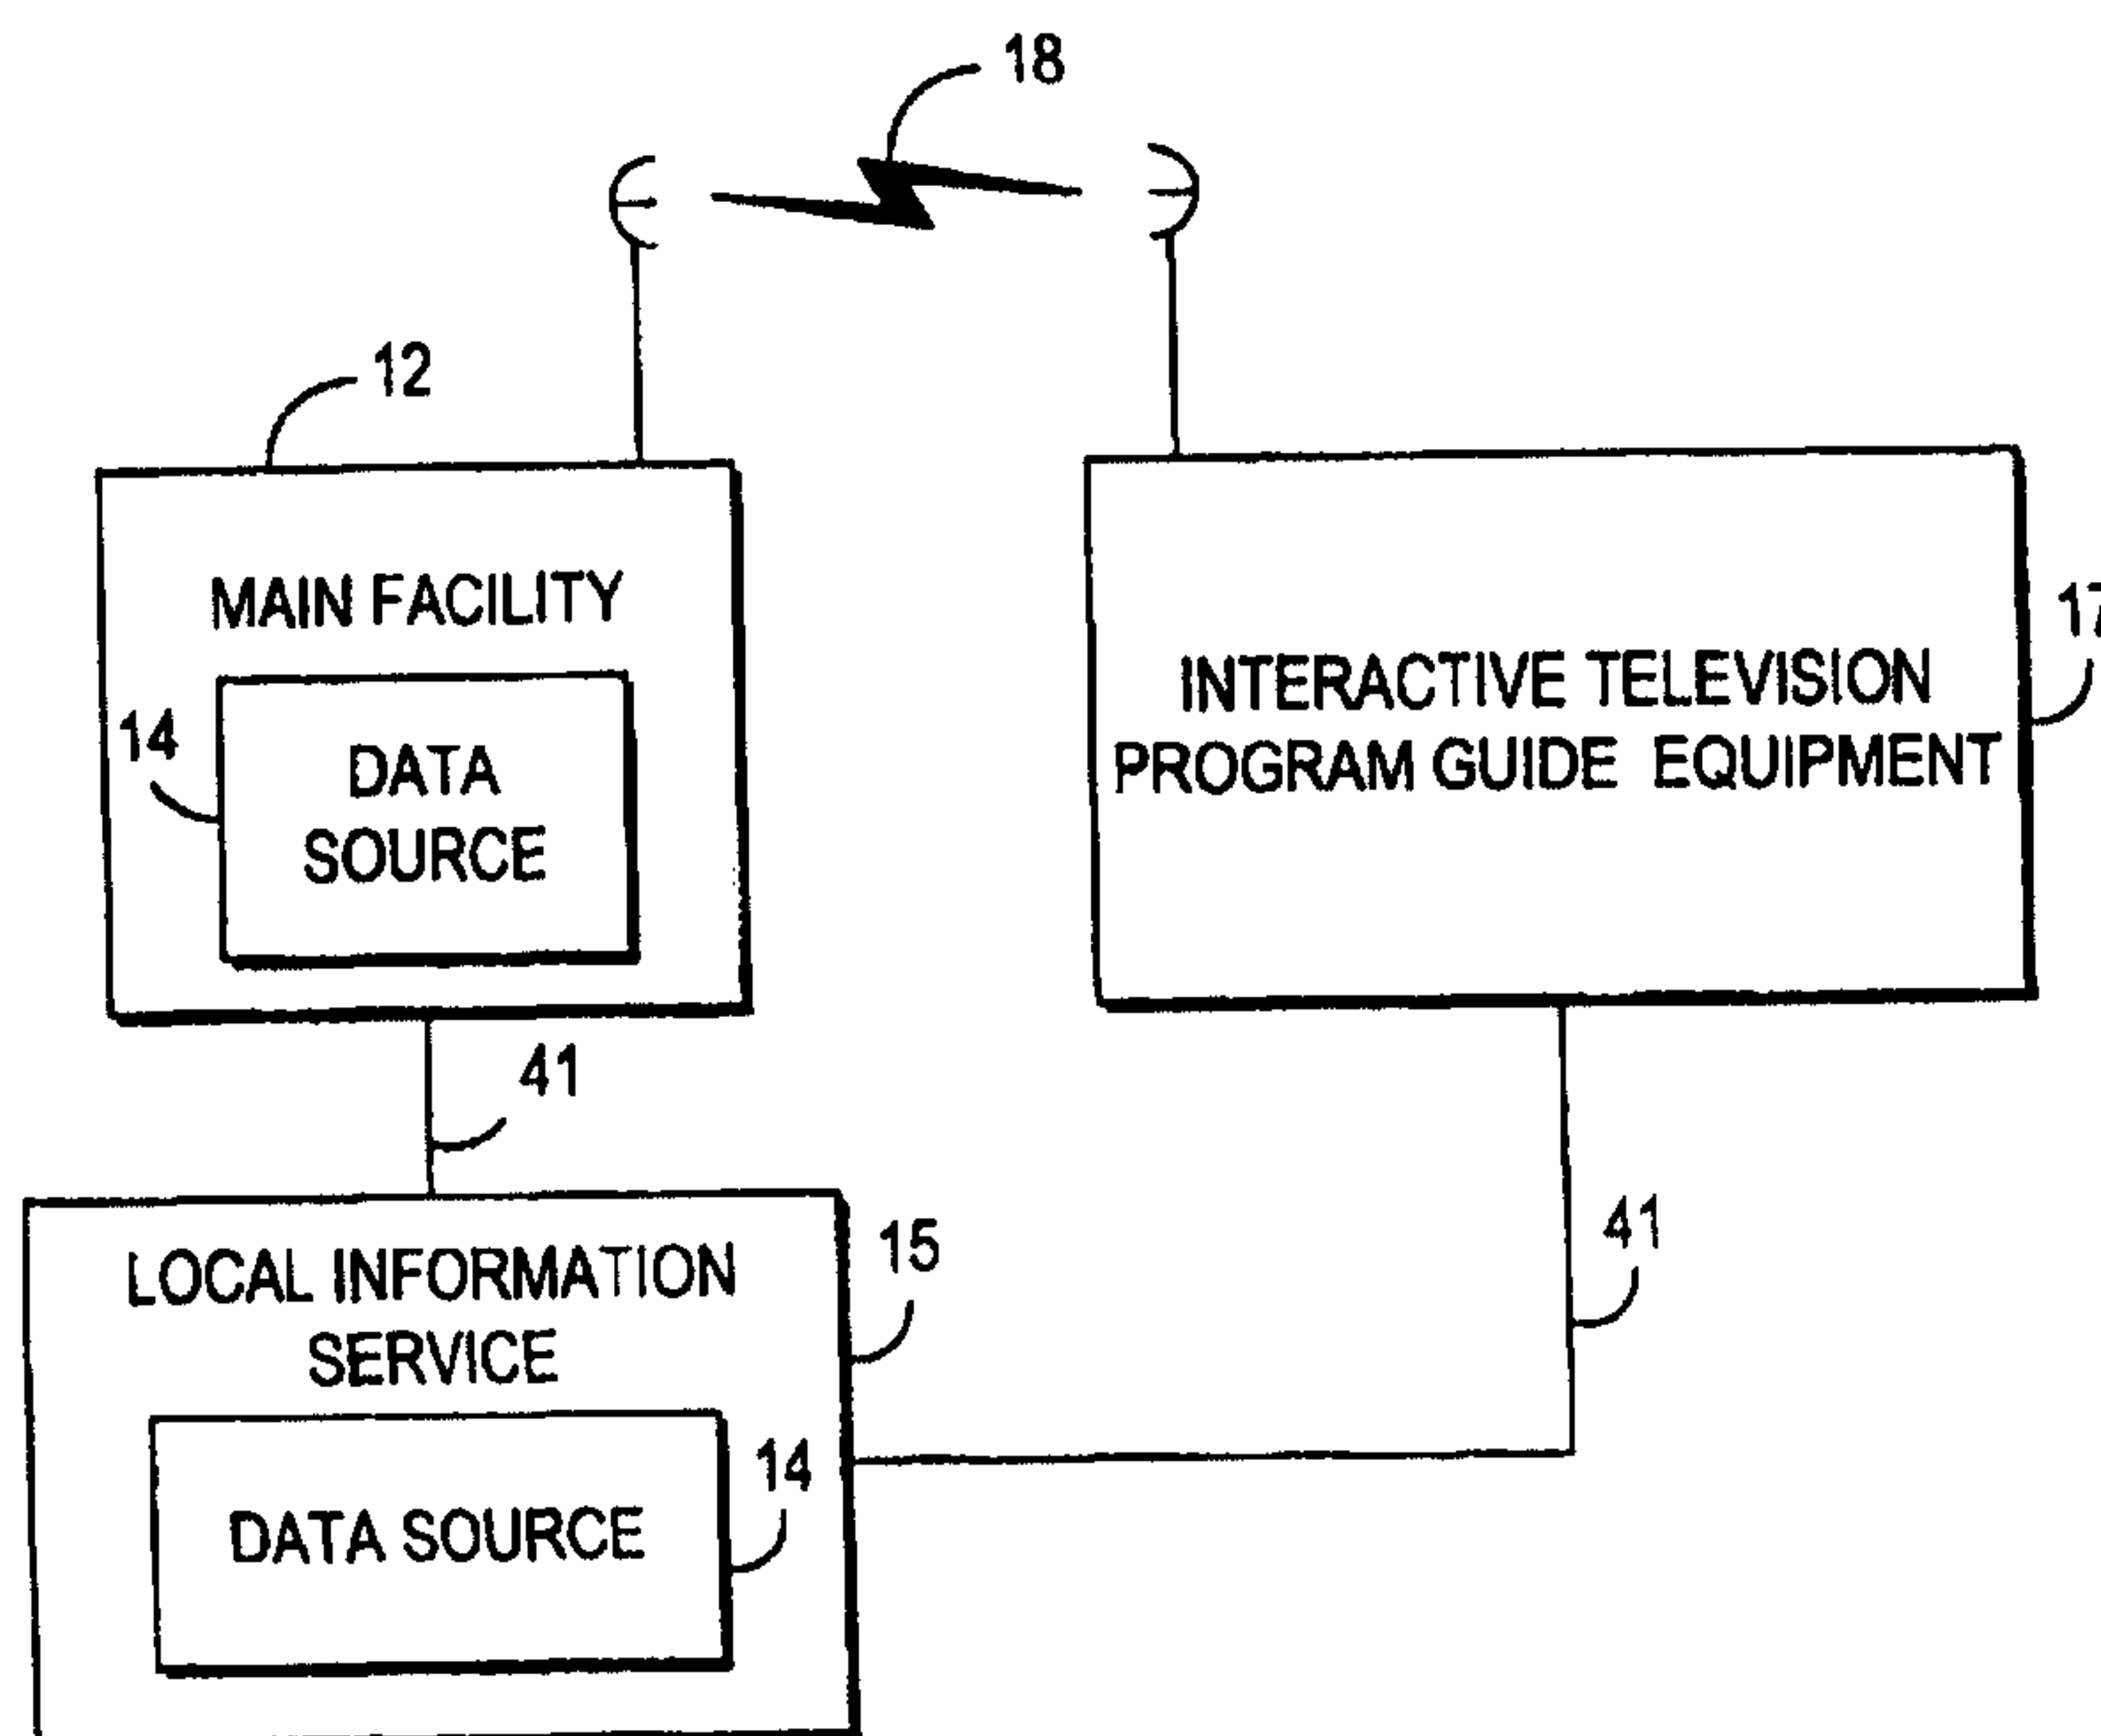 18
12
MAIN FACILITY
14
DATA
SOURCE
INTERACTIVE TELEVISION
PROGRAM GUIDE EQUIPMENT
17
41
LOCAL INFORMATION
SERVICE
15
41
DATA SOURCE
14